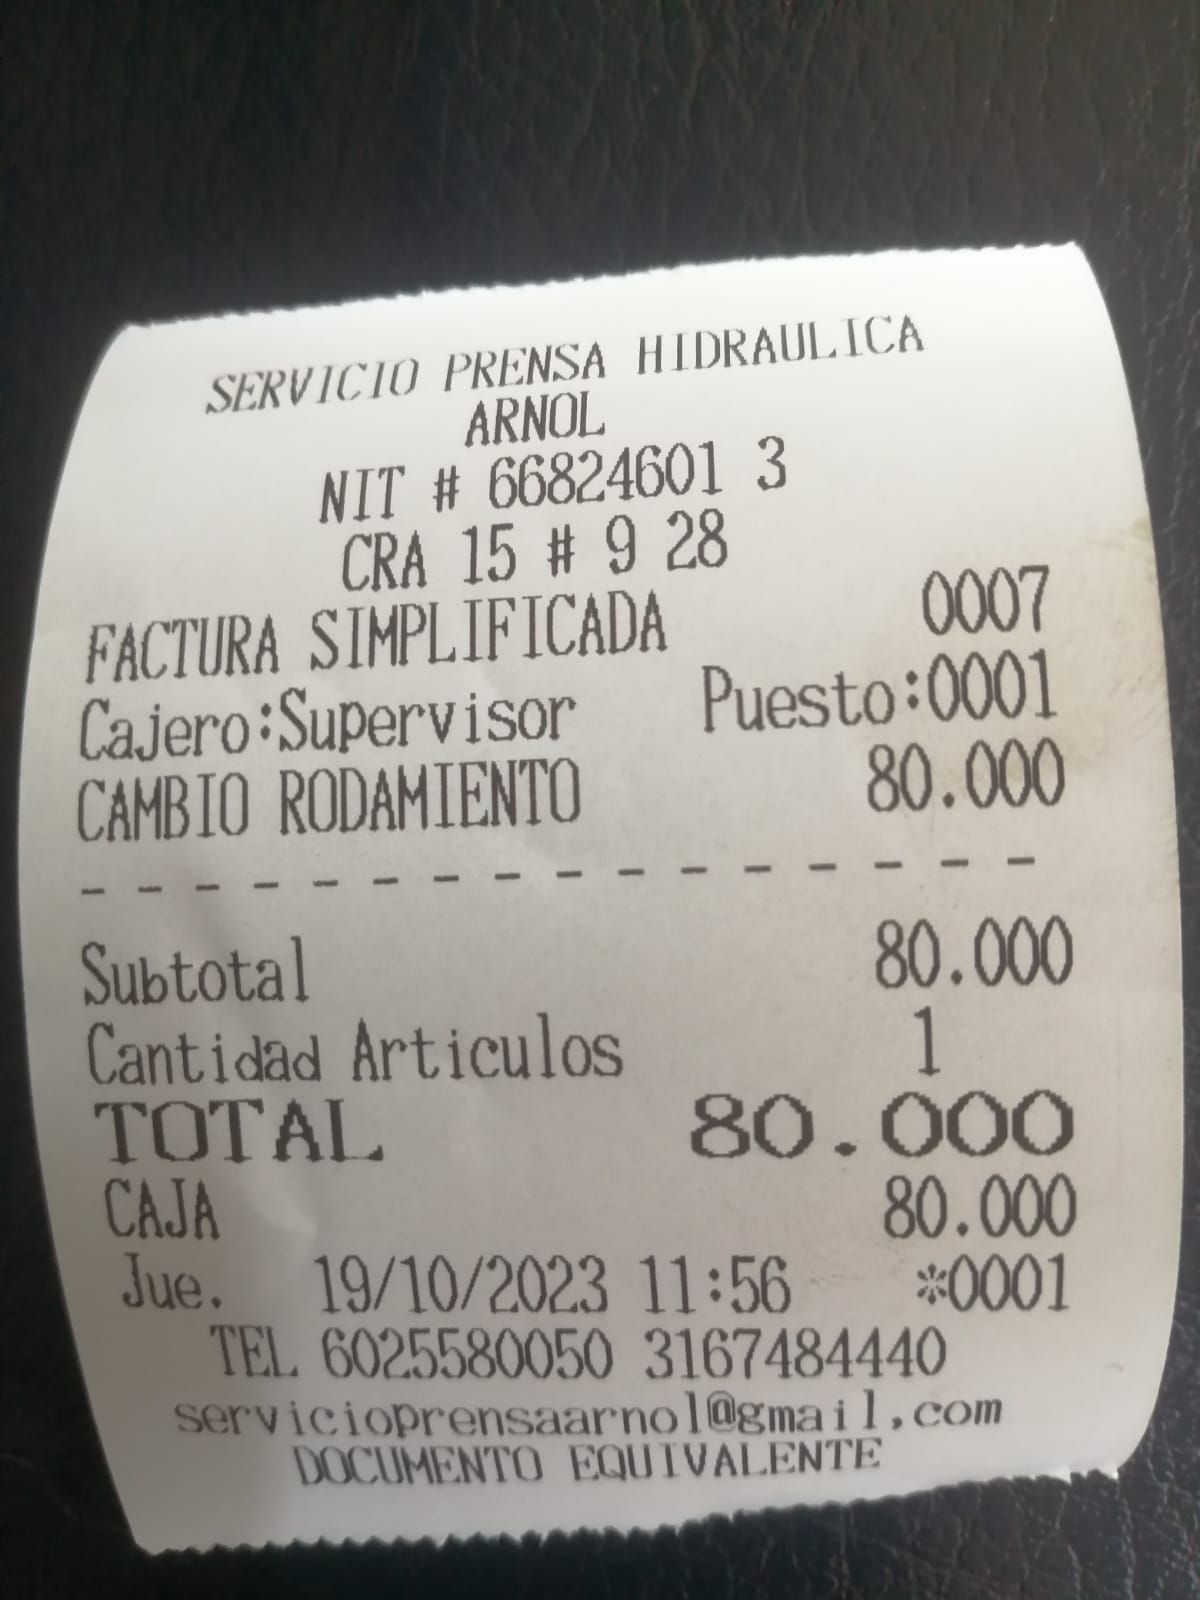 SERVICIO PRENSA HIDRAULICA
ARNOL
NIT # 66824601 3
CRA 15 # 9 28
FACTURA SIMPLIFICADA 0007
Cajero:Supervisor Puesto:0001
CAMBIO RODAMIENTO 80.000
- - - - - - - - - - - - - - - - -
Subtotal 80.000
Cantidad Articulos 1
TOTAL 80.000
CAJA 80.000
Jue. 19/10/2023 11:56 *0001
TEL 6025580050 3167484440
servicioprensaarnol@gmail.com
DOCUMENTO EQUIVALENTE